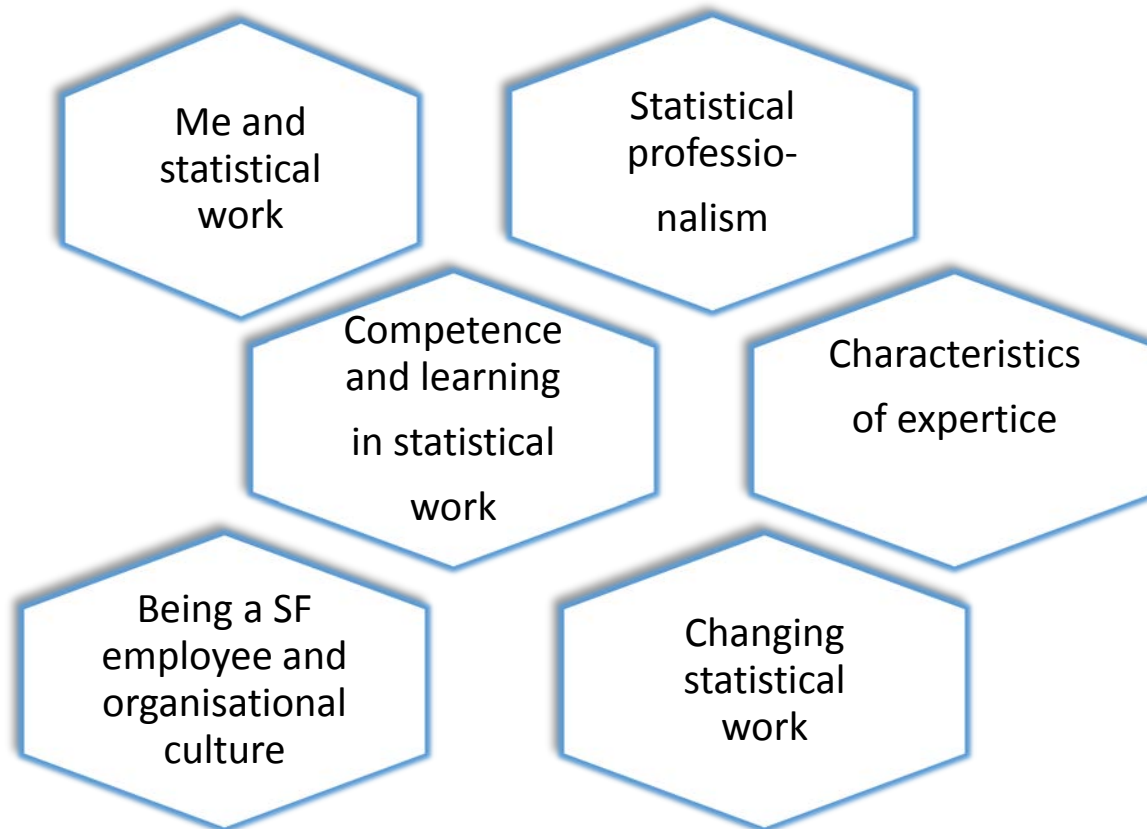 Me and
statistical
work
Statistical
professio-
nalism
Competence
and learning
in statistical
work
Characteristics
of expertice
Being a SF
employee and
organisational
culture
Changing
statistical
work